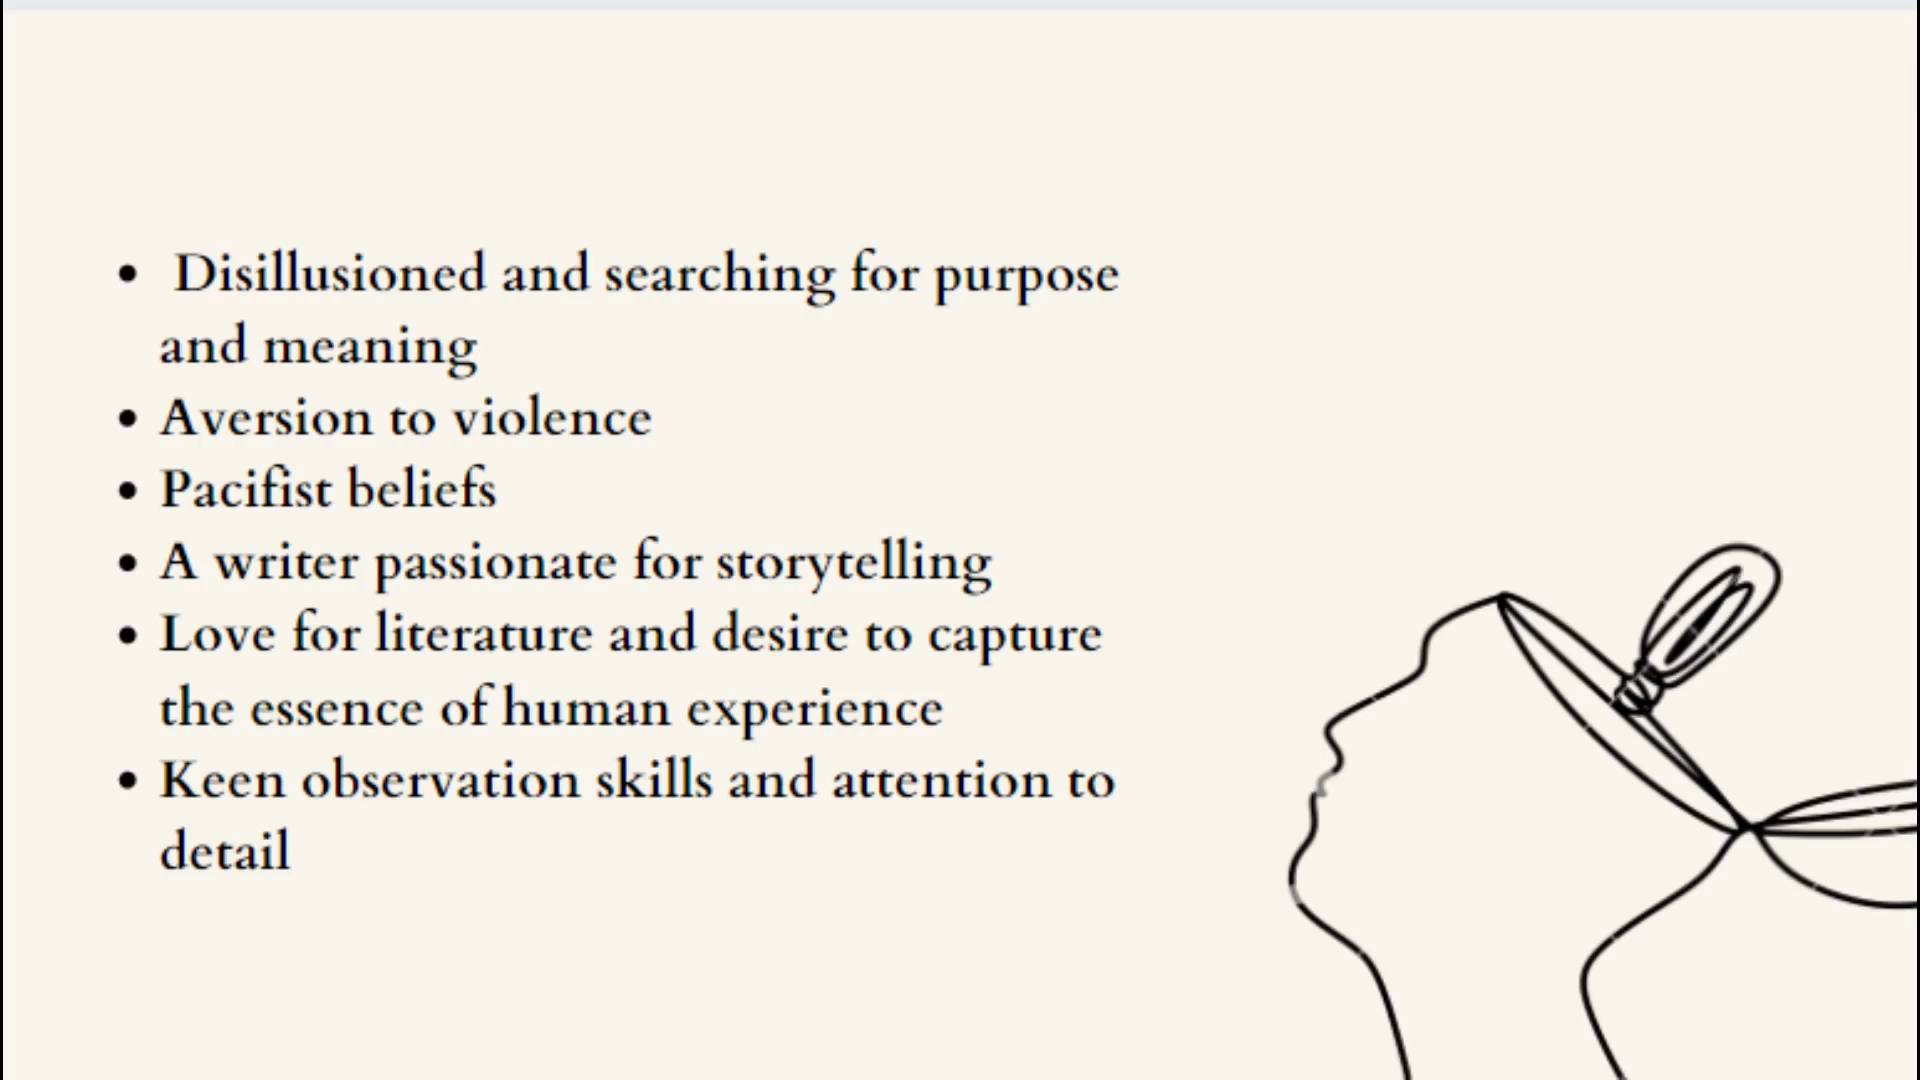 • Disillusioned and searching for purpose
and meaning
• Aversion to violence
• Pacifist beliefs
• A writer passionate for storytelling
• Love for literature and desire to capture
the essence of human experience
• Keen observation skills and attention to
detail